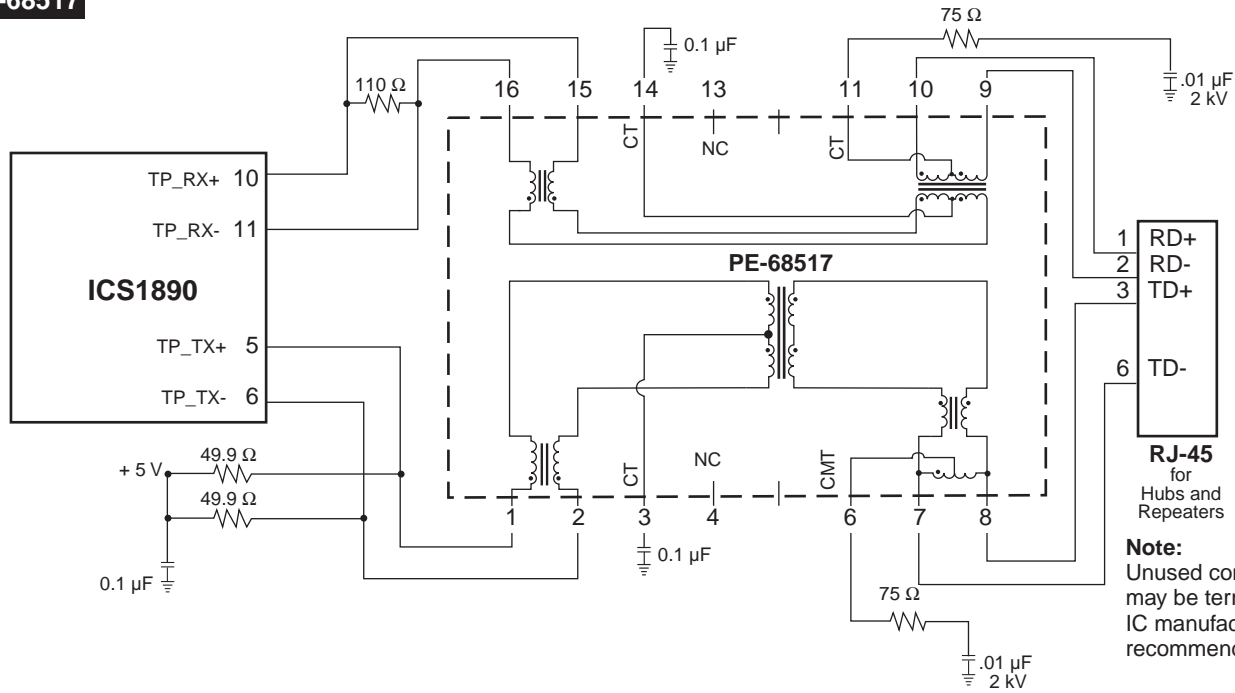 -68517
75 Ω
0.1 µF
110 Ω
16 15 14 13 11 10 9
.01 µF
2 kV
CT
NC
CT
TP_RX+ 10
TP_RX- 11
ICS1890
TP_TX+ 5
TP_TX- 6
PE-68517
1 RD+
2 RD-
3 TD+
6 TD-
RJ-45
for
Hubs and
Repeaters
+ 5 V
49.9 Ω
49.9 Ω
0.1 µF
CT
NC
CMT
1 2 3 4 6 7 8
0.1 µF
75 Ω
.01 µF
2 kV
Note:
Unused
may be
IC